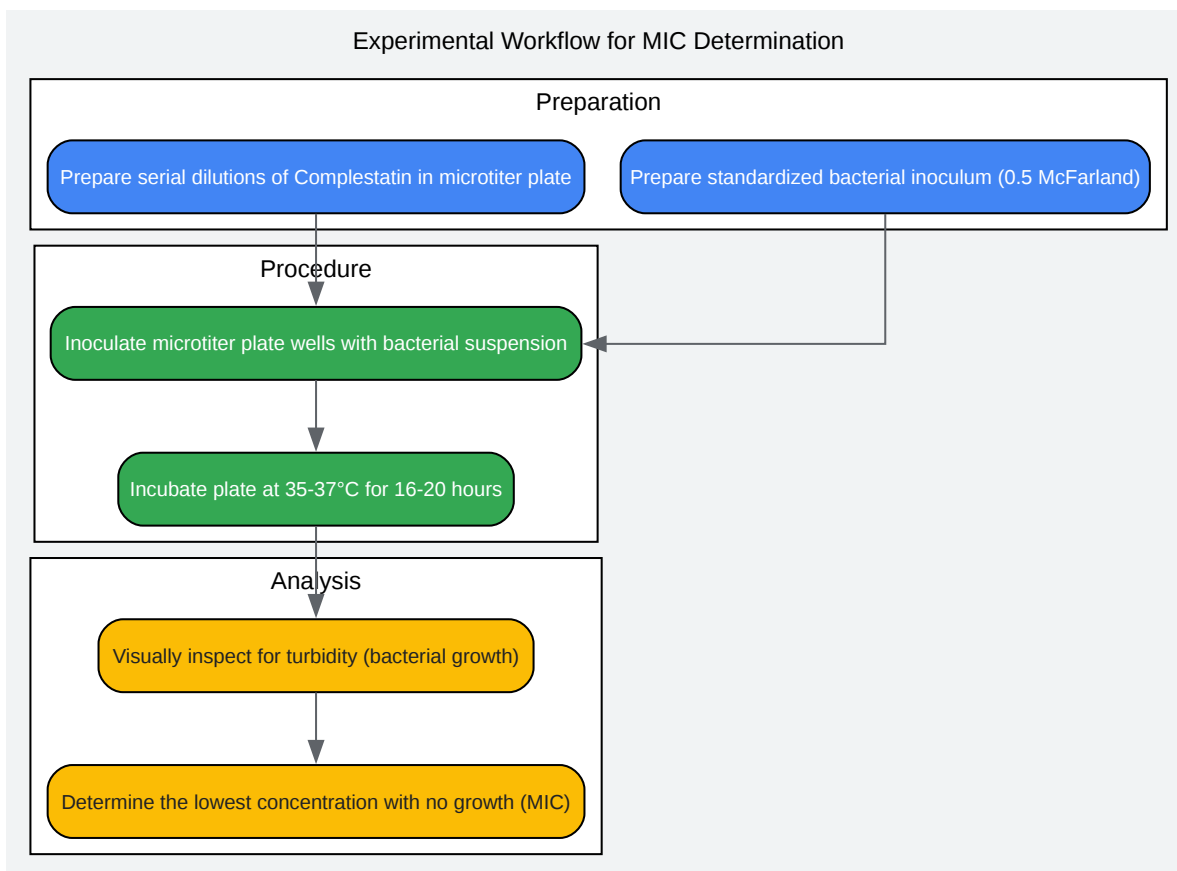 Experimental Workflow for MIC Determination
Preparation
Prepare serial dilutions of Complestatin in microtiter plate
Prepare standardized bacterial inoculum (0.5 McFarland)
Procedure
Inoculate microtiter plate wells with bacterial suspension
Incubate plate at 35-37°C for 16-20 hours
Analysis
Visually inspect for turbidity (bacterial growth)
Determine the lowest concentration with no growth (MIC)